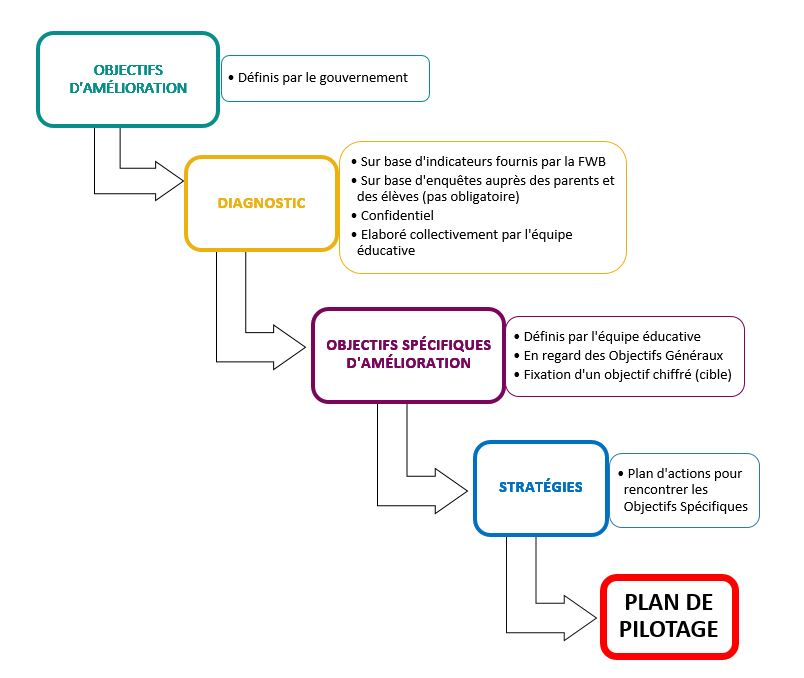 OBJECTIFS
D'AMÉLIORATION
• Définis par le gouvernement
DIAGNOSTIC
• Sur base d'indicateurs fournis par la FWB
• Sur base d'enquêtes auprès des parents et
des élèves (pas obligatoire)
• Confidentiel
• Elaboré collectivement par l'équipe
éducative
OBJECTIFS SPÉCIFIQUES
D'AMÉLIORATION
• Définis par l'équipe éducative
• En regard des Objectifs Généraux
• Fixation d'un objectif chiffré (cible)
STRATÉGIES
• Plan d'actions pour
rencontrer les
Objectifs Spécifiques
PLAN DE
PILOTAGE